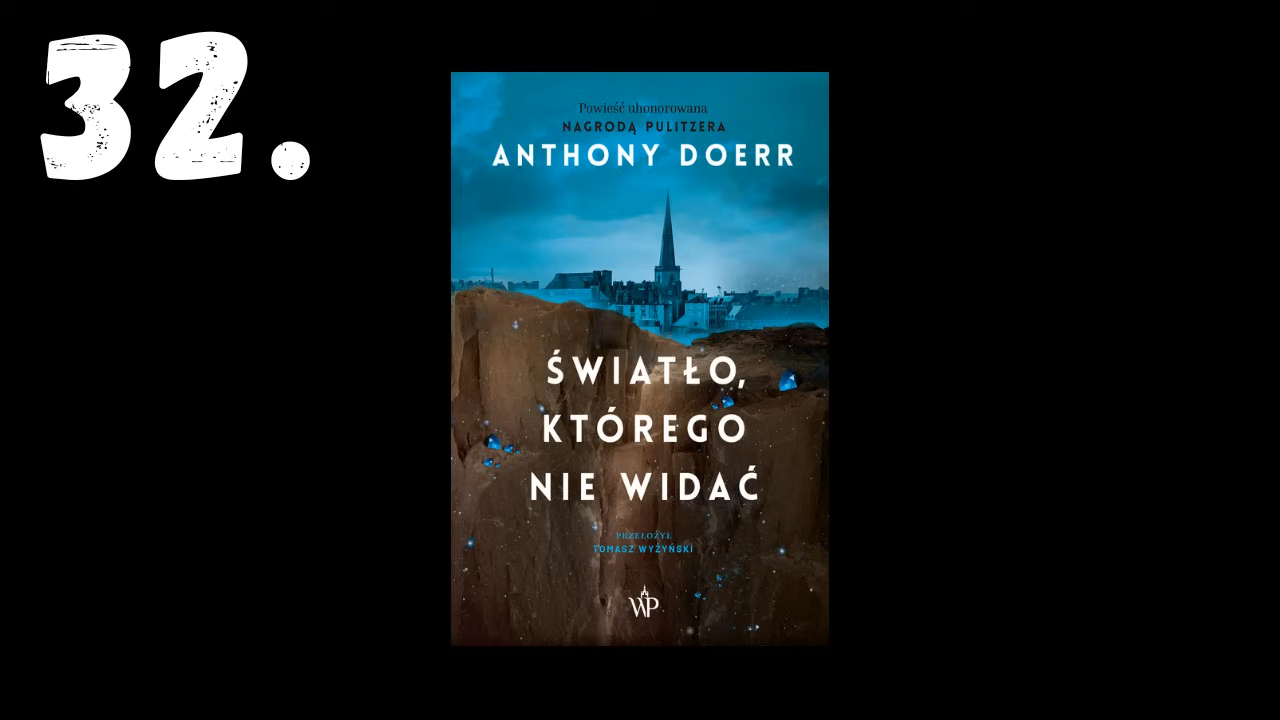 32.
Powieść uhonorowana
NAGRODĄ PULITZERA
ANTHONY DOERR
ŚWIATŁO,
KTÓREGO
NIE WIDAĆ
PRZEŁOŻYŁ
TOMASZ WYŻYŃSKI
WP